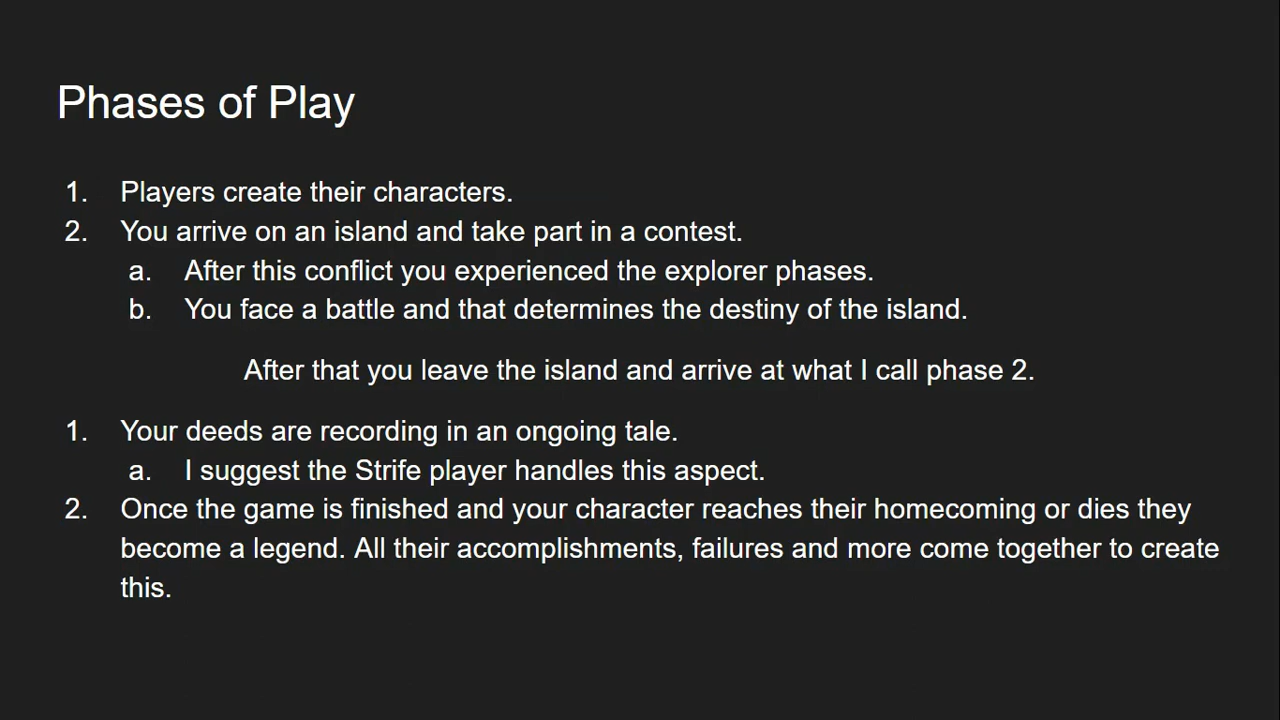 Phases of Play
1. Players create their characters.
2. You arrive on an island and take part in a contest.
a. After this conflict you experienced the explorer phases.
b. You face a battle and that determines the destiny of the island.
After that you leave the island and arrive at what I call phase 2.
1. Your deeds are recording in an ongoing tale.
a. I suggest the Strife player handles this aspect.
2. Once the game is finished and your character reaches their homecoming or dies they
become a legend. All their accomplishments, failures and more come together to create
this.